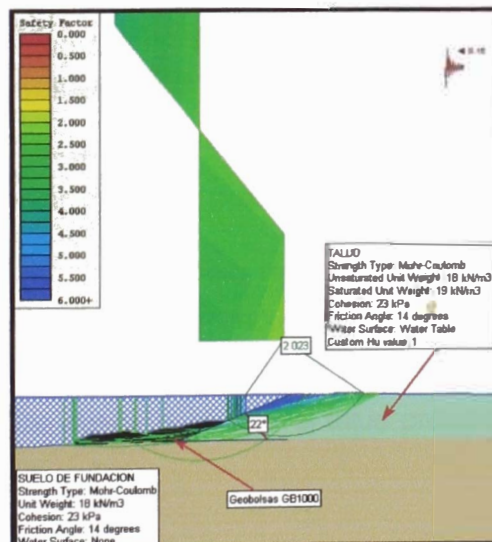 Safety Factor
0.000
0.500
1.000
1.500
2.000
2.500
3.000
3.500
4.000
4.500
5.000
5.500
6.000+
TALUD
Strength Type: Mohr-Coulomb
Unsaturated Unit Weight: 18 kN/m3
Saturated Unit Weight: 19 kN/m3
Cohesion: 23 kPa
Friction Angle: 14 degrees
Water Surface: Water Table
Custom Hu value: 1
2.023
22°
SUELO DE FUNDACION
Strength Type: Mohr-Coulomb
Unit Weight: 18 kN/m3
Cohesion: 23 kPa
Friction Angle: 14 degrees
Water Surface: None
Geobolsas GB1000